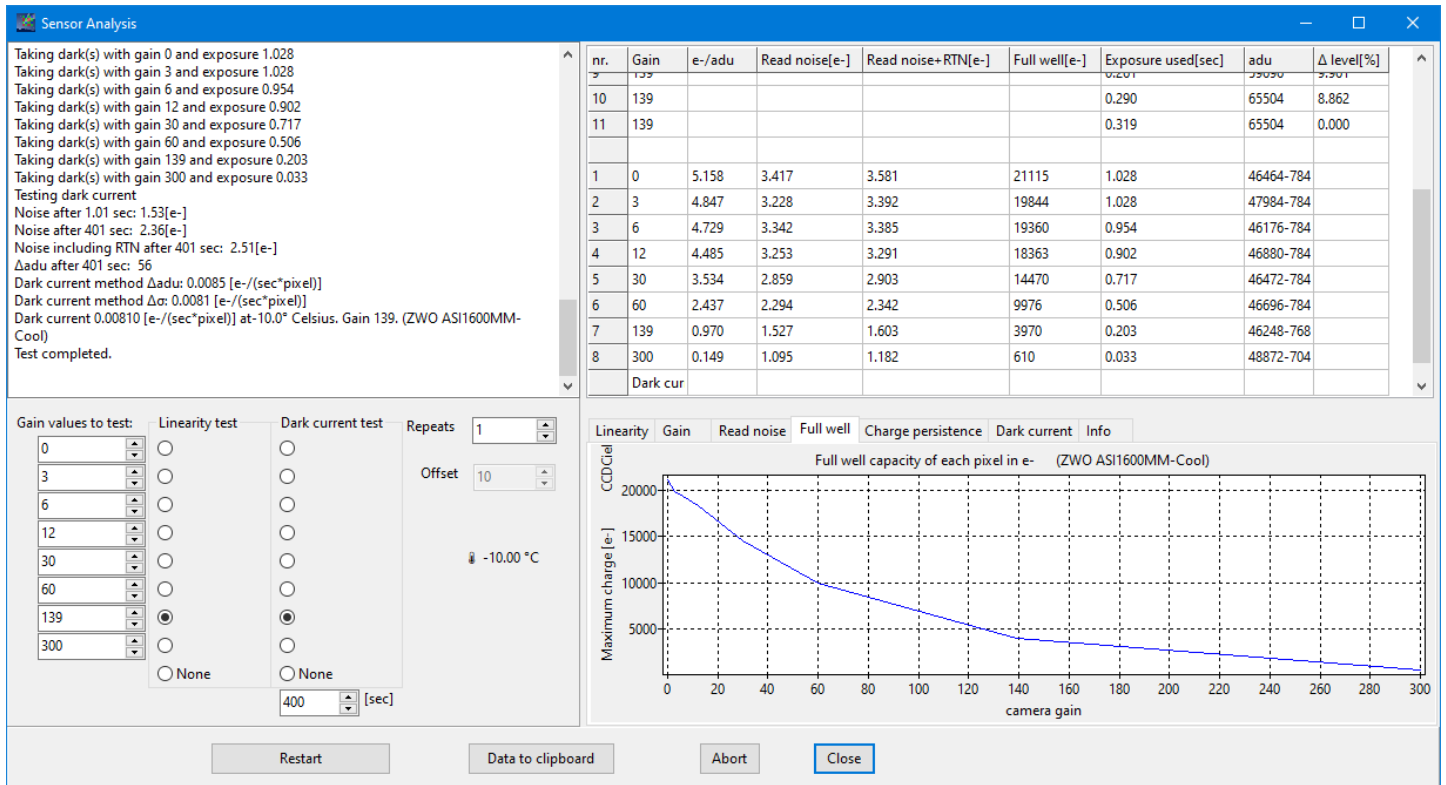 Sensor Analysis
Taking dark(s) with gain 0 and exposure 1.028
Taking dark(s) with gain 3 and exposure 1.028
Taking dark(s) with gain 6 and exposure 0.954
Taking dark(s) with gain 12 and exposure 0.902
Taking dark(s) with gain 30 and exposure 0.717
Taking dark(s) with gain 60 and exposure 0.506
Taking dark(s) with gain 139 and exposure 0.203
Taking dark(s) with gain 300 and exposure 0.033
Testing dark current
Noise after 1.01 sec: 1.53[e-]
Noise after 401 sec:  2.36[e-]
Noise including RTN after 401 sec:  2.51[e-]
Δadu after 401 sec:  56
Dark current method Δadu: 0.0085 [e-/(sec*pixel)]
Dark current method Δσ: 0.0081 [e-/(sec*pixel)]
Dark current 0.00810 [e-/(sec*pixel)] at-10.0° Celsius. Gain 139. (ZWO ASI1600MM-
Cool)
Test completed.
nr. Gain e-/adu Read noise[e-] Read noise+RTN[e-] Full well[e-] Exposure used[sec] adu Δ level[%]
9 139
10 139 0.290 65504 8.862
11 139 0.319 65504 0.000
1 0 5.158 3.417 3.581 21115 1.028 46464-784
2 3 4.847 3.228 3.392 19844 1.028 47984-784
3 6 4.729 3.342 3.385 19360 0.954 46176-784
4 12 4.485 3.253 3.291 18363 0.902 46880-784
5 30 3.534 2.859 2.903 14470 0.717 46472-784
6 60 2.437 2.294 2.342 9976 0.506 46696-784
7 139 0.970 1.527 1.603 3970 0.203 46248-768
8 300 0.149 1.095 1.182 610 0.033 48872-704
Dark cur
Gain values to test: Linearity test Dark current test Repeats 1
0
3 Offset 10
6
12
30 -10.00 °C
60
139
300
None None
400 [sec]
Linearity Gain Read noise Full well Charge persistence Dark current Info
Full well capacity of each pixel in e- (ZWO ASI1600MM-Cool)
CCDCiel
Maximum charge [e-]
20000
15000
10000
5000
0 20 40 60 80 100 120 140 160 180 200 220 240 260 280 300
camera gain
Restart Data to clipboard Abort Close